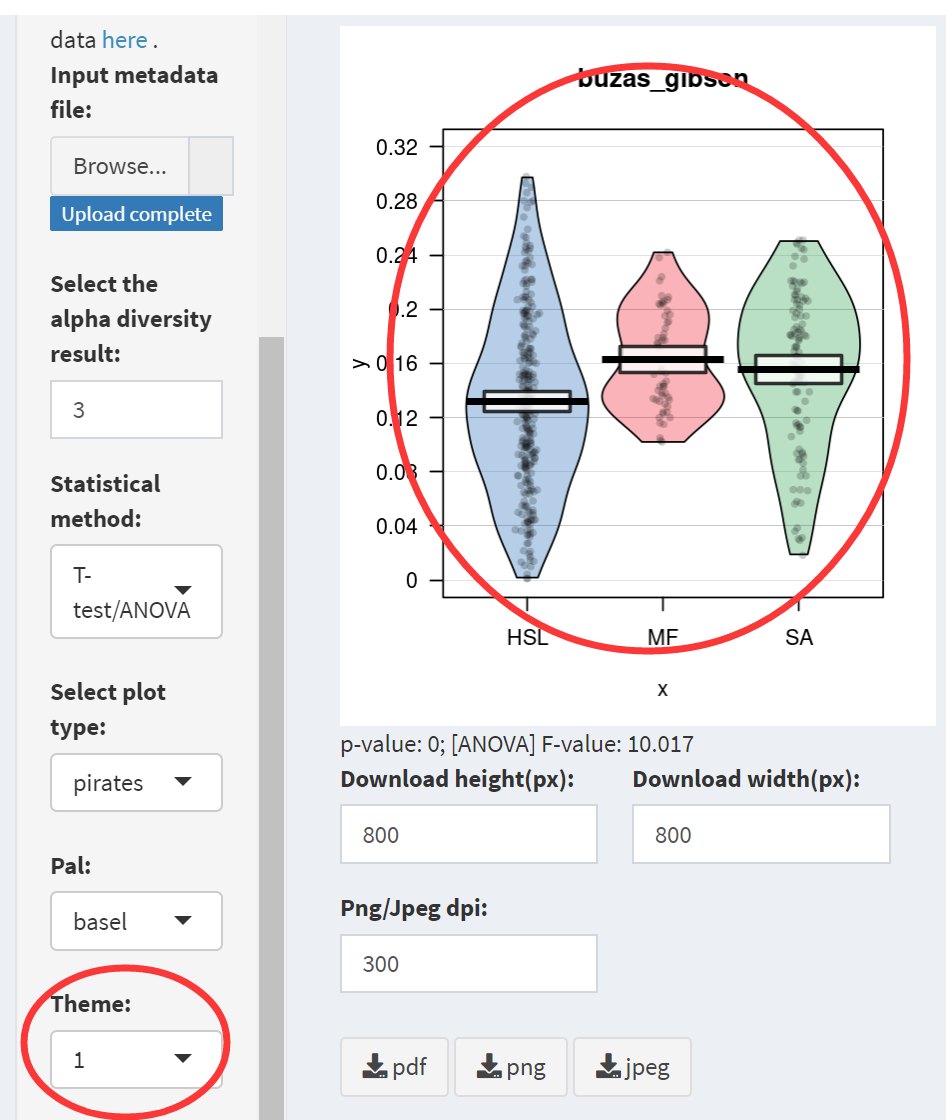 data here .
Input metadata
file:
Browse...
Upload complete
Select the
alpha diversity
result:
3
Statistical
method:
T-
test/ANOVA
Select plot
type:
pirates
Pal:
basel
Theme:
1
buzas_gibson
0.32
0.28
0.24
0.2
0.16
0.12
0.08
0.04
0
y
HSL
MF
SA
x
p-value: 0; [ANOVA] F-value: 10.017
Download height(px):
Download width(px):
800
800
Png/Jpeg dpi:
300
pdf
png
jpeg